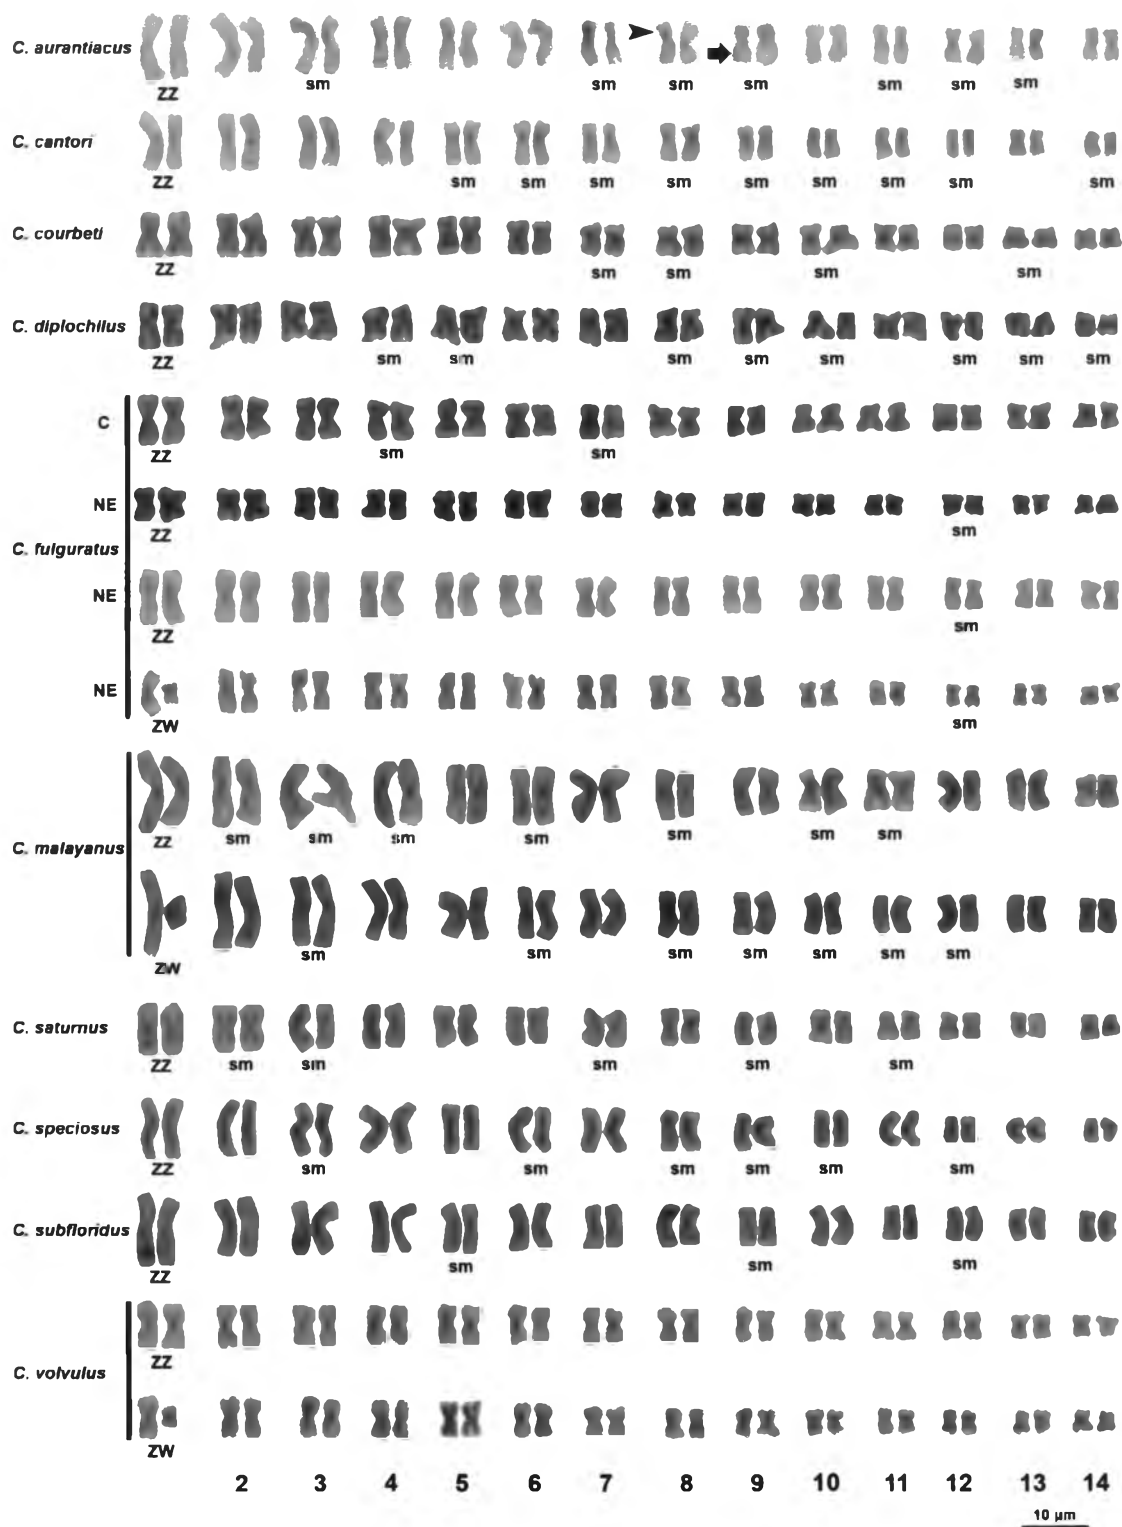 C. aurantiacus
ZZ sm sm sm sm sm sm sm
C. cantori
ZZ sm sm sm sm sm sm sm sm sm
C. courbeti
ZZ sm sm sm sm
C. diplochilus
ZZ sm sm sm sm sm sm sm sm
C
ZZ sm sm
NE
ZZ sm
C. fulguratus
NE
ZZ sm
NE
ZW sm
ZZ sm sm sm sm sm sm sm
C. malayanus
ZW sm sm sm sm sm sm sm
C. saturnus
ZZ sm sm sm sm sm
C. speciosus
ZZ sm sm sm sm sm sm
C. subfloridus
ZZ sm sm sm
ZZ
C. volvulus
ZW
2 3 4 5 6 7 8 9 10 11 12 13 14
10 µm